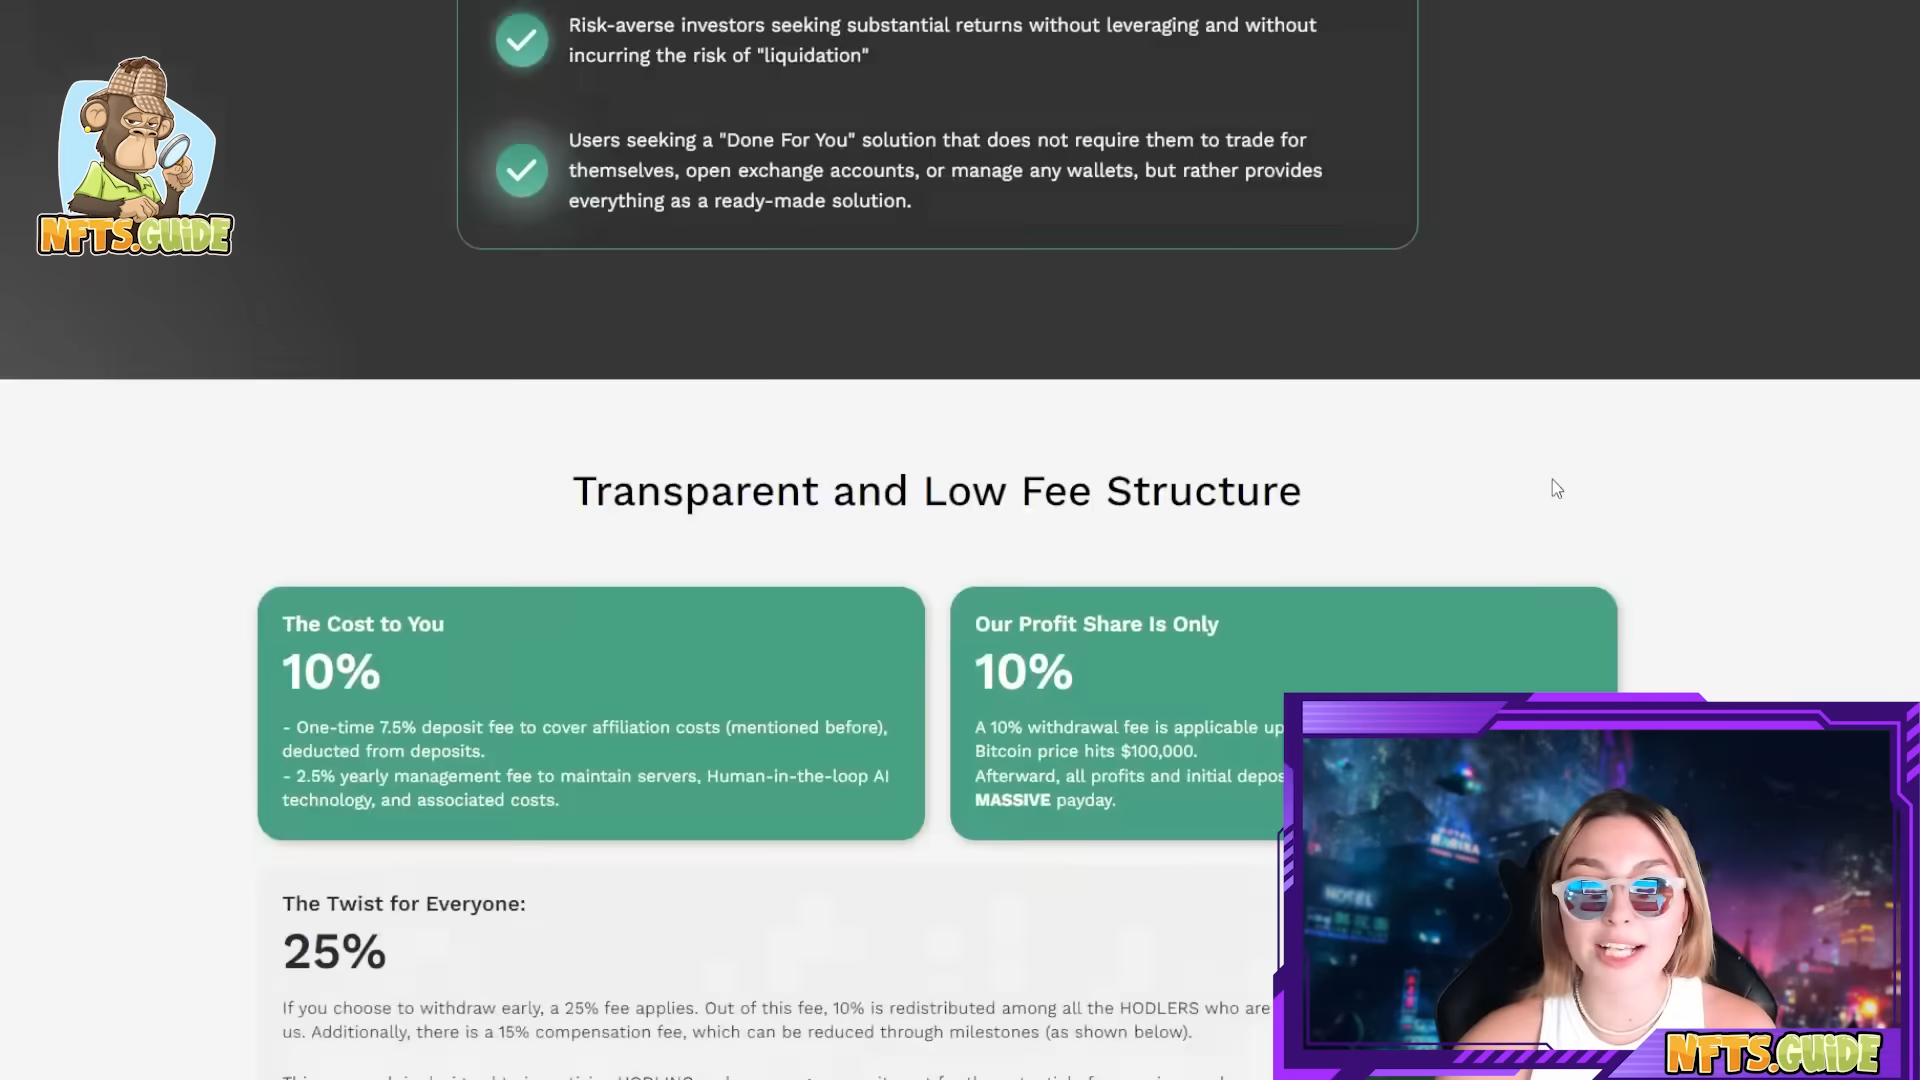 Risk-averse investors seeking substantial returns without leveraging and without
incurring the risk of "liquidation"
Users seeking a "Done For You" solution that does not require them to trade for
themselves, open exchange accounts, or manage any wallets, but rather provides
everything as a ready-made solution.
NFTS.GUiDE
Transparent and Low Fee Structure
The Cost to You
10%
- One-time 7.5% deposit fee to cover affiliation costs (mentioned before),
deducted from deposits.
- 2.5% yearly management fee to maintain servers, Human-in-the-loop AI
technology, and associated costs.
Our Profit Share Is Only
10%
A 10% withdrawal fee is applicable up
Bitcoin price hits $100,000.
Afterward, all profits and initial depos
MASSIVE payday.
The Twist for Everyone:
25%
If you choose to withdraw early, a 25% fee applies. Out of this fee, 10% is redistributed among all the HODLERS who are
us. Additionally, there is a 15% compensation fee, which can be reduced through milestones (as shown below).
HOTEL
NFTS.GUiDE